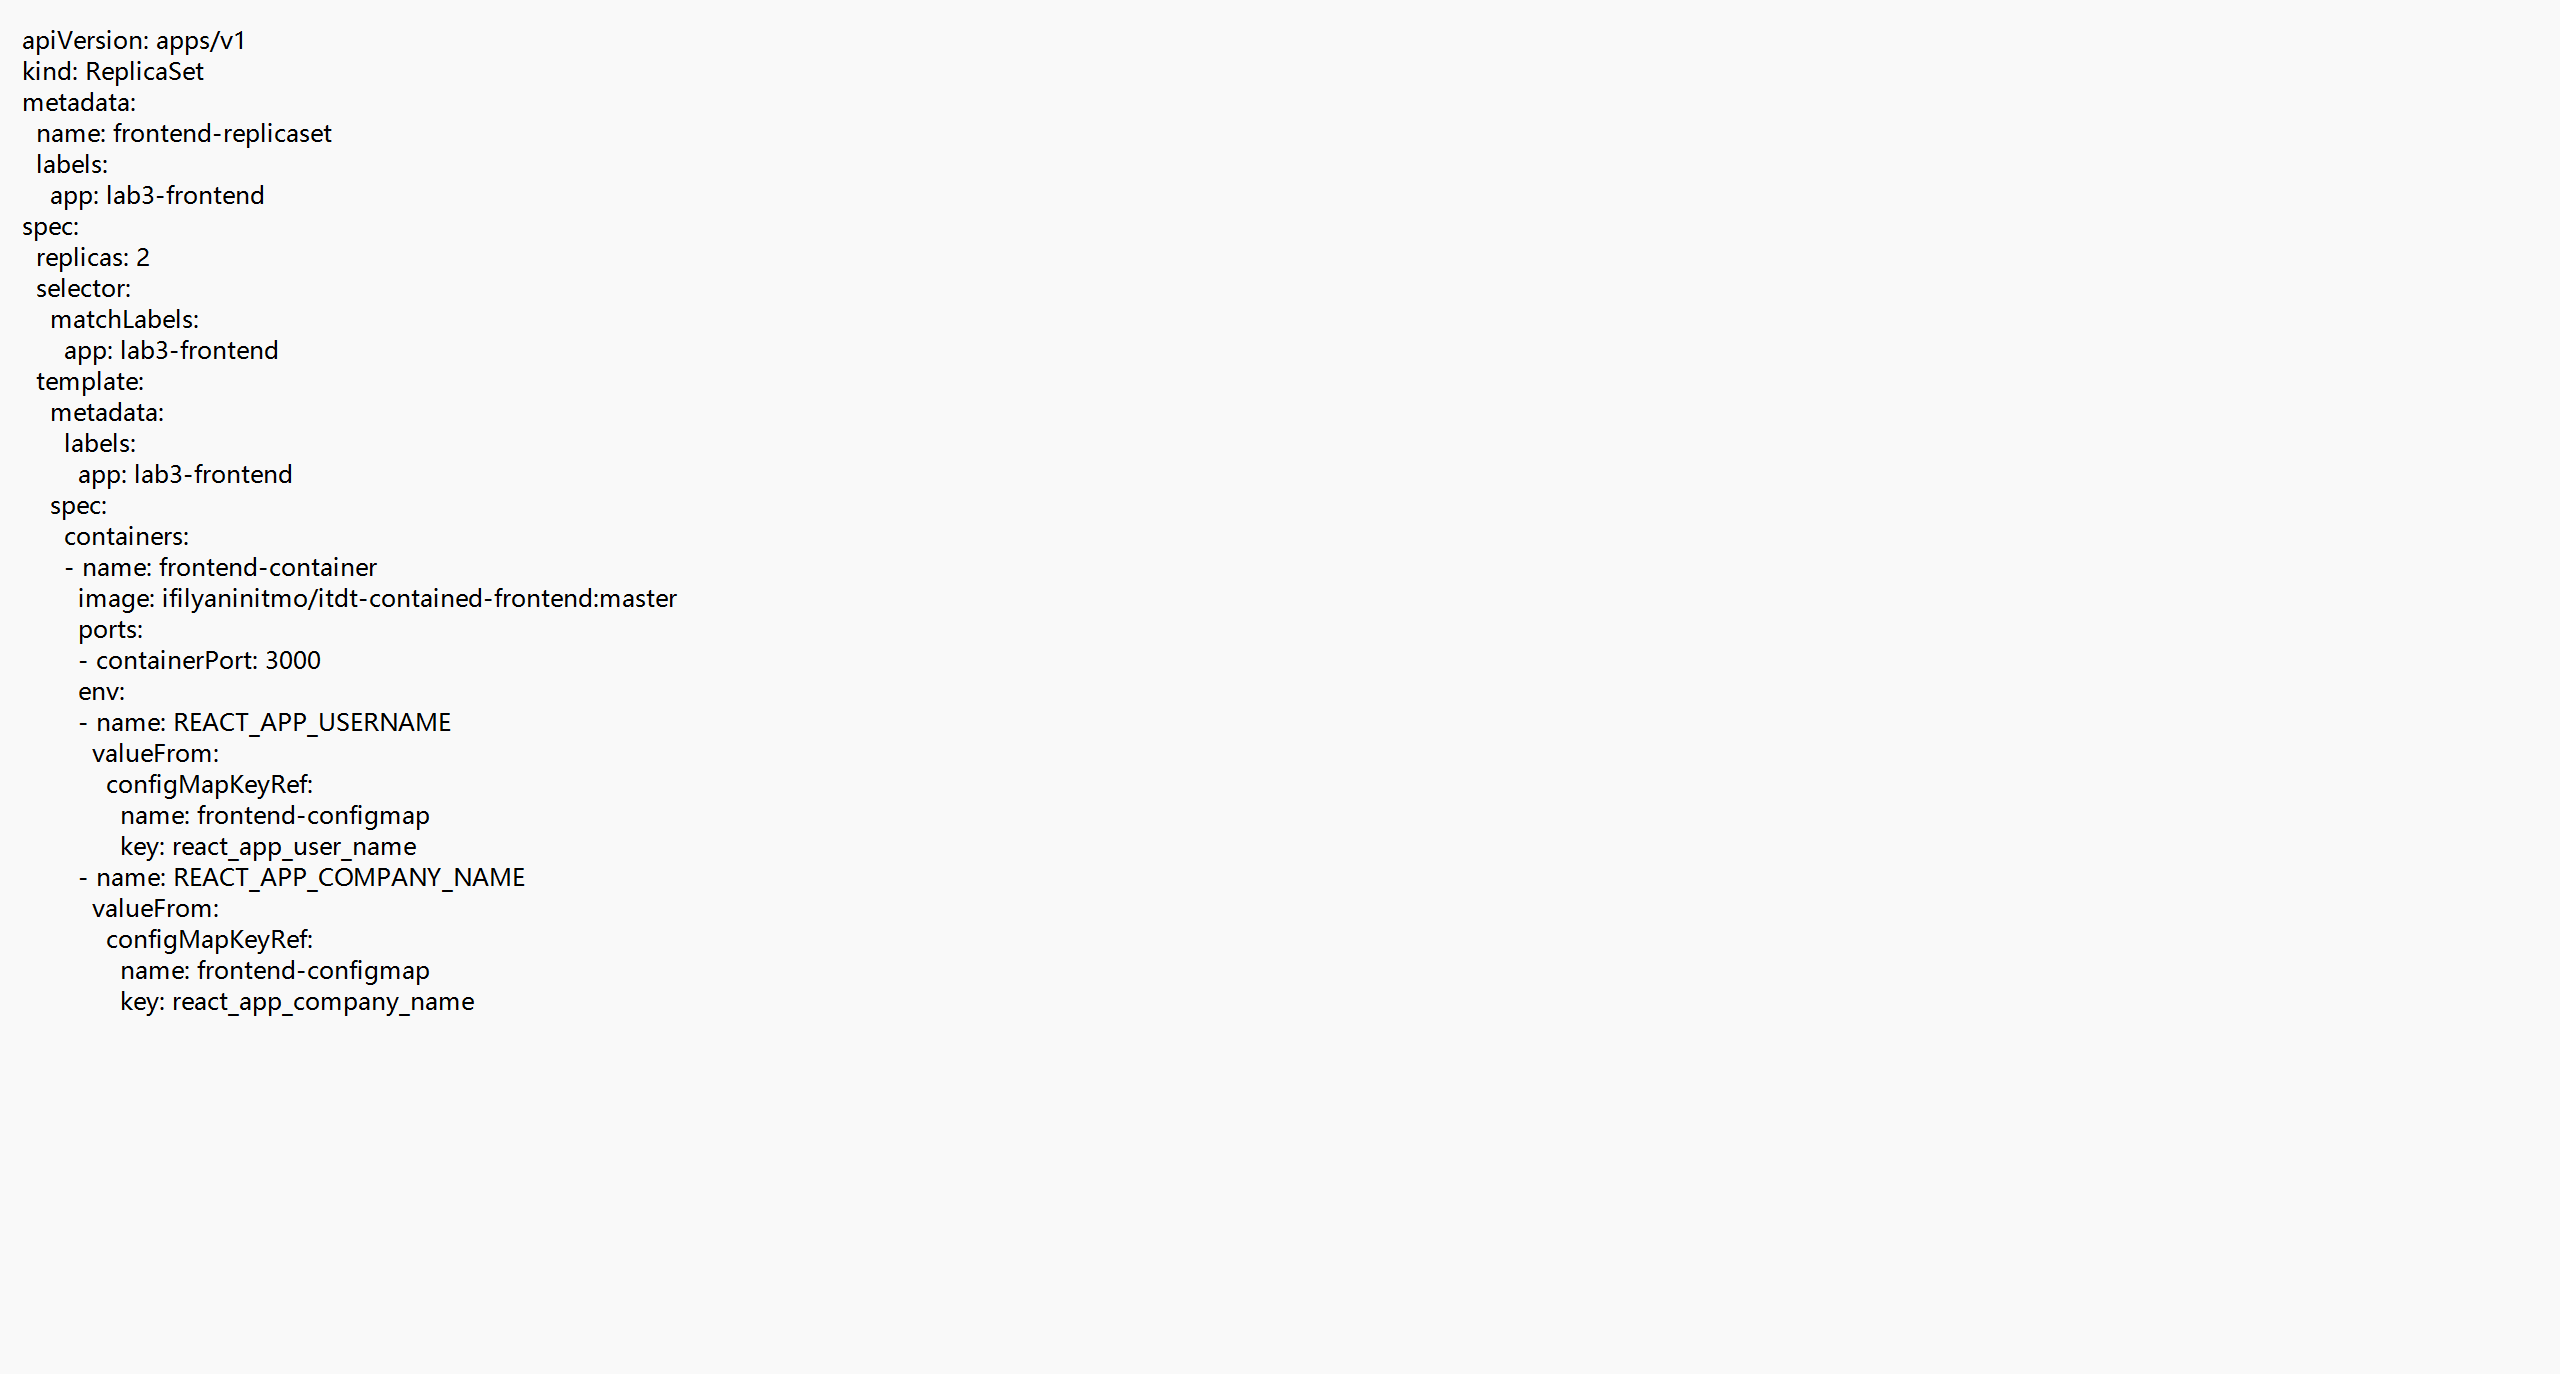 apiVersion: apps/v1
kind: ReplicaSet
metadata:
  name: frontend-replicaset
  labels:
    app: lab3-frontend
spec:
  replicas: 2
  selector:
    matchLabels:
      app: lab3-frontend
  template:
    metadata:
      labels:
        app: lab3-frontend
    spec:
      containers:
      - name: frontend-container
        image: ifilyaninitmo/itdt-contained-frontend:master
        ports:
        - containerPort: 3000
        env:
        - name: REACT_APP_USERNAME
          valueFrom:
            configMapKeyRef:
              name: frontend-configmap
              key: react_app_user_name
        - name: REACT_APP_COMPANY_NAME
          valueFrom:
            configMapKeyRef:
              name: frontend-configmap
              key: react_app_company_name